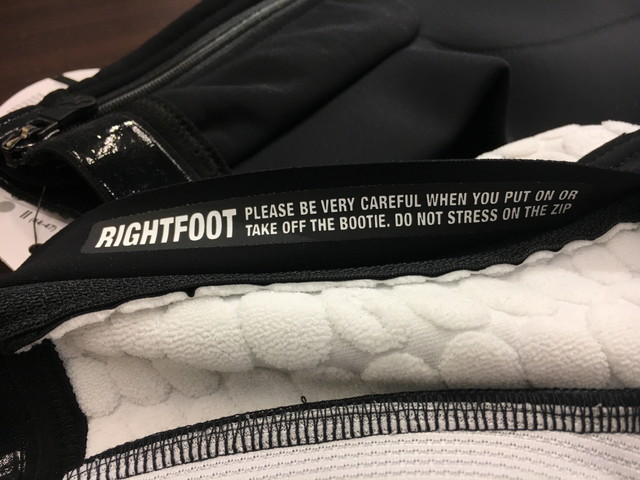 RIGHTFOOT
PLEASE BE VERY CAREFUL WHEN YOU PUT ON OR
TAKE OFF THE BOOTIE. DO NOT STRESS ON THE ZIP